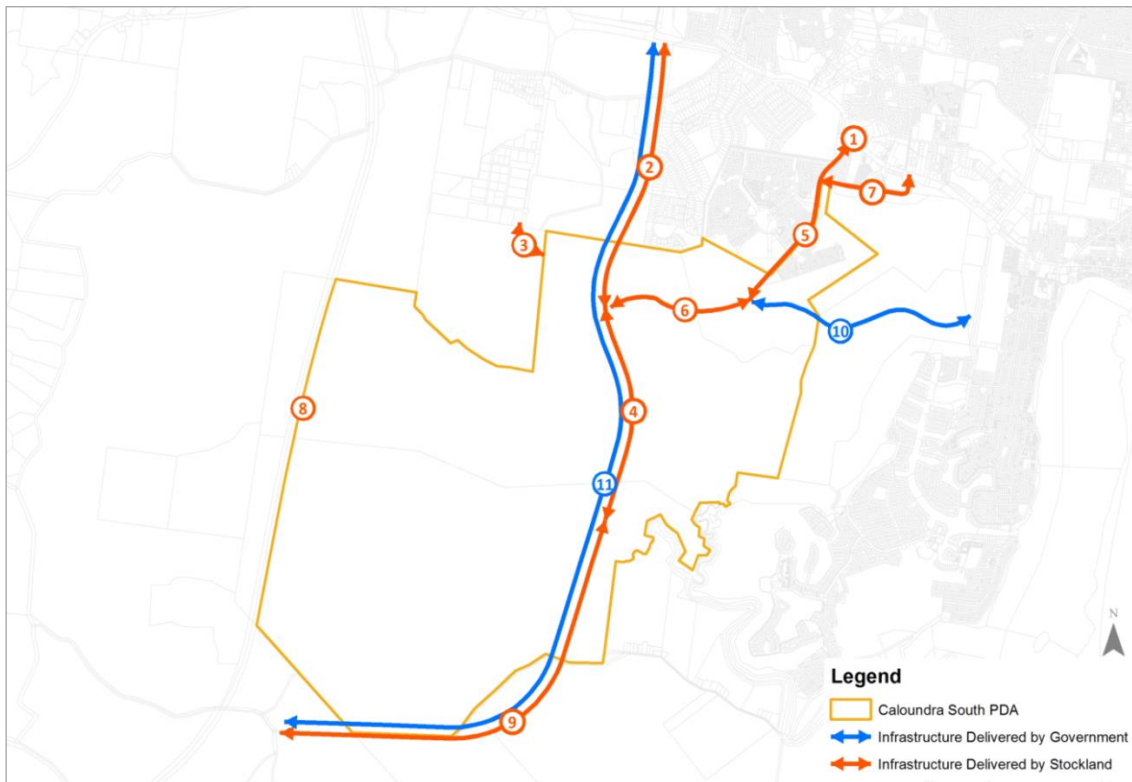 1
2
7
5
3
6
10
8
4
11
9
N
Legend
Caloundra South PDA
Infrastructure Delivered by Government
Infrastructure Delivered by Stockland